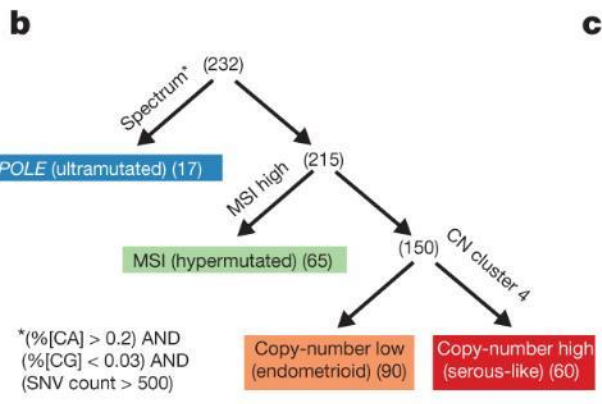 b
c
(232)
Spectrum*
POLE (ultramutated) (17)
(215)
MSI high
MSI (hypermutated) (65)
(150)
CN cluster 4
*(%[CA] > 0.2) AND
(%[CG] < 0.03) AND
(SNV count > 500)
Copy-number low
(endometrioid) (90)
Copy-number high
(serous-like) (60)